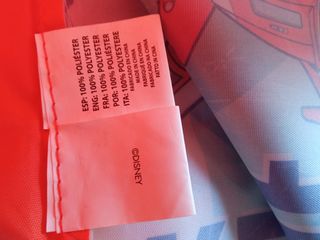 ESP: 100% POLIÉSTER
ENG: 100% POLYESTER
FRA: 100% POLYESTER
POR: 100% POLIÉSTER
ITA: 100% POLIESTERE
FABRICADO EN CHINA
MADE IN CHINA
FABRIQUÉ EN CHINE
FABRICADO NA CHINA
FATTO IN CINA
©DISNEY